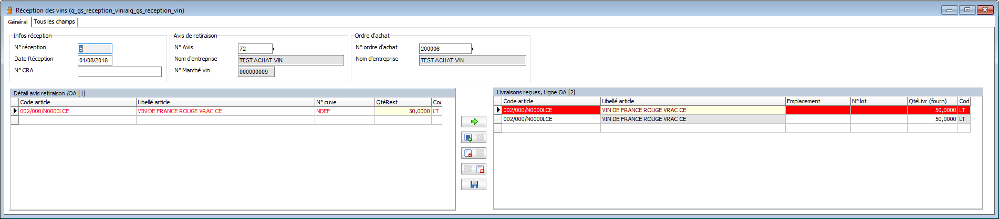 Réception des vins (q_gs_reception_vin:a:q_gs_reception_vin)
Général Tous les champs
Infos réception
N° réception 5
Date Réception 01/08/2018
N° CRA
Avis de retiraison
N° Avis 72
Nom d'entreprise TEST ACHAT VIN
N° Marché vin 000000009
Ordre d'achat
N° ordre d'achat 200006
Nom d'entreprise TEST ACHAT VIN
Détail avis retiraison /OA [1]
Code article Libellé article N° cuve QtéRest Cod
002/000/N0000LCE VIN DE FRANCE ROUGE VRAC CE NDEF 50,0000 LT
Livraisons reçues, Ligne OA [2]
Code article Libellé article Emplacement N° lot QtéLivr (fourn) Cod
002/000/N0000LCE VIN DE FRANCE ROUGE VRAC CE 50,0000 LT
002/000/N0000LCE VIN DE FRANCE ROUGE VRAC CE 50,0000 LT